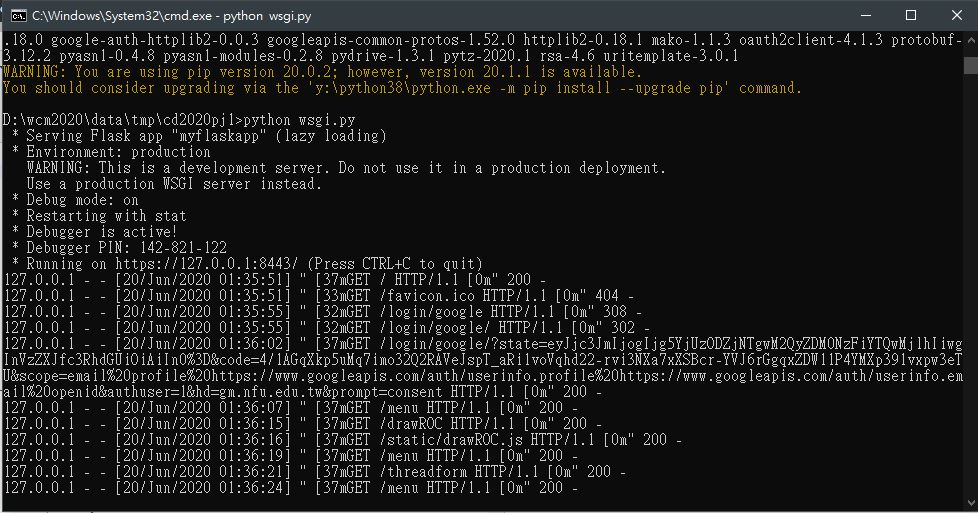 C:\Windows\System32\cmd.exe - python wsgi.py
.18.0 google-auth-httplib2-0.0.3 googleapis-common-protos-1.52.0 httplib2-0.18.1 mako-1.1.3 oauth2client-4.1.3 protobuf-
3.12.2 pyasn1-0.4.8 pyasn1-modules-0.2.8 pydrive-1.3.1 pytz-2020.1 rsa-4.6 uritemplate-3.0.1
WARNING: You are using pip version 20.0.2; however, version 20.1.1 is available.
You should consider upgrading via the 'y:\python38\python.exe -m pip install --upgrade pip' command.
D:\wcm2020\data\tmp\cd2020pj1>python wsgi.py
* Serving Flask app "myflaskapp" (lazy loading)
* Environment: production
WARNING: This is a development server. Do not use it in a production deployment.
Use a production WSGI server instead.
* Debug mode: on
* Restarting with stat
* Debugger is active!
* Debugger PIN: 142-821-122
* Running on https://127.0.0.1:8443/ (Press CTRL+C to quit)
127.0.0.1 - - [20/Jun/2020 01:35:51] " [37mGET / HTTP/1.1 [0m" 200 -
127.0.0.1 - - [20/Jun/2020 01:35:51] " [33mGET /favicon.ico HTTP/1.1 [0m" 404 -
127.0.0.1 - - [20/Jun/2020 01:35:55] " [32mGET /login/google HTTP/1.1 [0m" 308 -
127.0.0.1 - - [20/Jun/2020 01:35:55] " [32mGET /login/google/ HTTP/1.1 [0m" 302 -
127.0.0.1 - - [20/Jun/2020 01:36:02] " [37mGET
U&scope=email%20profile%20https://www.googleapis.com/auth/userinfo.profile%20https://www.googleapis.com/auth/userinfo.em
ail%20openid&authuser=1&hd=gm.nfu.edu.tw&prompt=consent HTTP/1.1 [0m" 200 -
127.0.0.1 - - [20/Jun/2020 01:36:07] " [37mGET /menu HTTP/1.1 [0m" 200 -
127.0.0.1 - - [20/Jun/2020 01:36:15] " [37mGET /drawROC HTTP/1.1 [0m" 200 -
127.0.0.1 - - [20/Jun/2020 01:36:16] " [37mGET /static/drawROC.js HTTP/1.1 [0m" 200 -
127.0.0.1 - - [20/Jun/2020 01:36:19] " [37mGET /menu HTTP/1.1 [0m" 200 -
127.0.0.1 - - [20/Jun/2020 01:36:21] " [37mGET /threadform HTTP/1.1 [0m" 200 -
127.0.0.1 - - [20/Jun/2020 01:36:24] " [37mGET /menu HTTP/1.1 [0m" 200 -